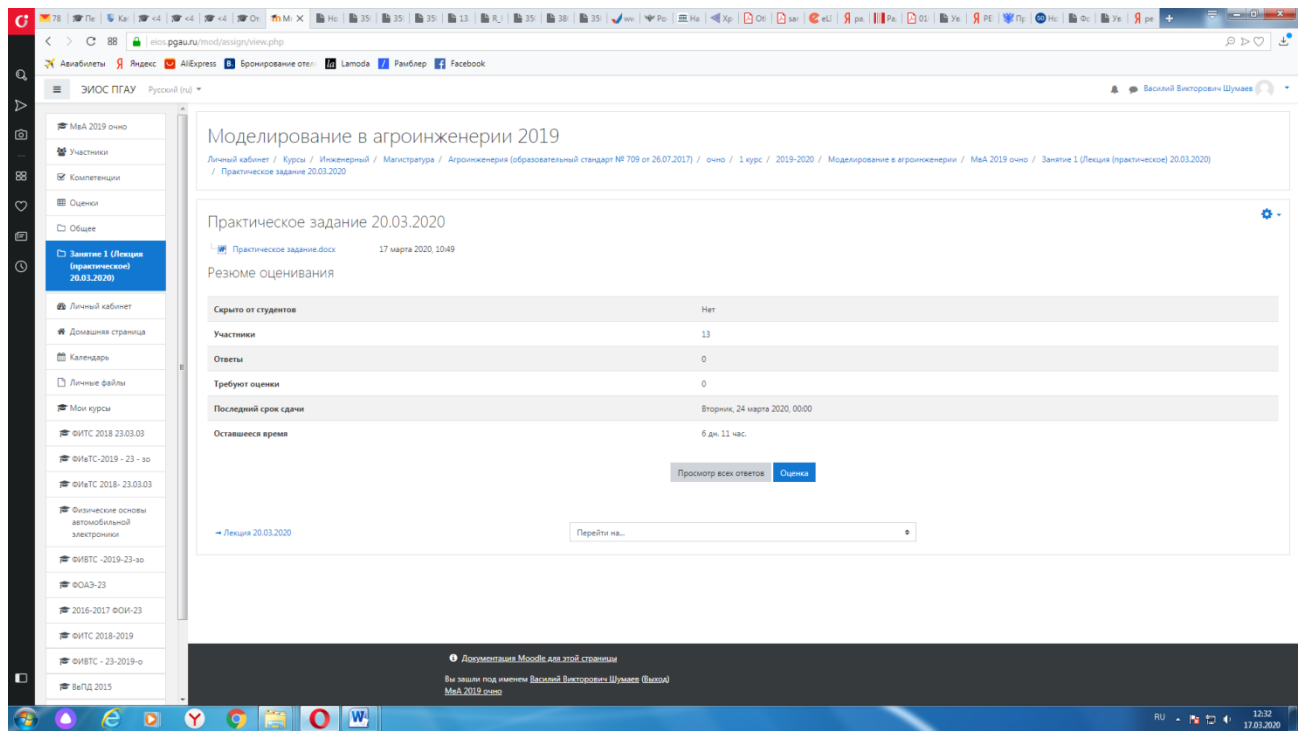 78
eios.pgau.ru/mod/assign/view.php
Авиабилеты Яндекс AliExpress Бронирование отел Lamoda Рамблер Facebook
ЭИОС ПГАУ Русский (ru)
Василий Викторович Шумаев
МвА 2019 очно
Участники
Компетенции
Оценки
Общее
Занятие 1 (Лекция
(практическое)
20.03.2020)
Личный кабинет
Домашняя страница
Календарь
Личные файлы
Мои курсы
ФИТС 2018 23.03.03
ФИвТС-2019 - 23 - зо
ФИвТС 2018- 23.03.03
Физические основы
автомобильной
электроники
ФИВТС -2019-23-зо
ФОАЭ-23
2016-2017 ФОИ-23
ФИТС 2018-2019
ФИВТС - 23-2019-о
ВвПД 2015
Моделирование в агроинженерии 2019
Личный кабинет / Курсы / Инженерный / Магистратура / Агроинженерия (образовательный стандарт № 709 от 26.07.2017) / очно / 1 курс / 2019-2020 / Моделирование в агроинженерии / МвА 2019 очно / Занятие 1 (Лекция (практическое) 20.03.2020)
/ Практическое задание 20.03.2020
Практическое задание 20.03.2020
Практическое задание.docx 17 марта 2020, 10:49
Резюме оценивания
Скрыто от студентов Нет
Участники 13
Ответы 0
Требуют оценки 0
Последний срок сдачи Вторник, 24 марта 2020, 00:00
Оставшееся время 6 дн. 11 час.
Просмотр всех ответов Оценка
→ Лекция 20.03.2020 Перейти на...
Документация Moodle для этой страницы
Вы зашли под именем Василий Викторович Шумаев (Выход)
МвА 2019 очно
RU 12:32
17.03.2020